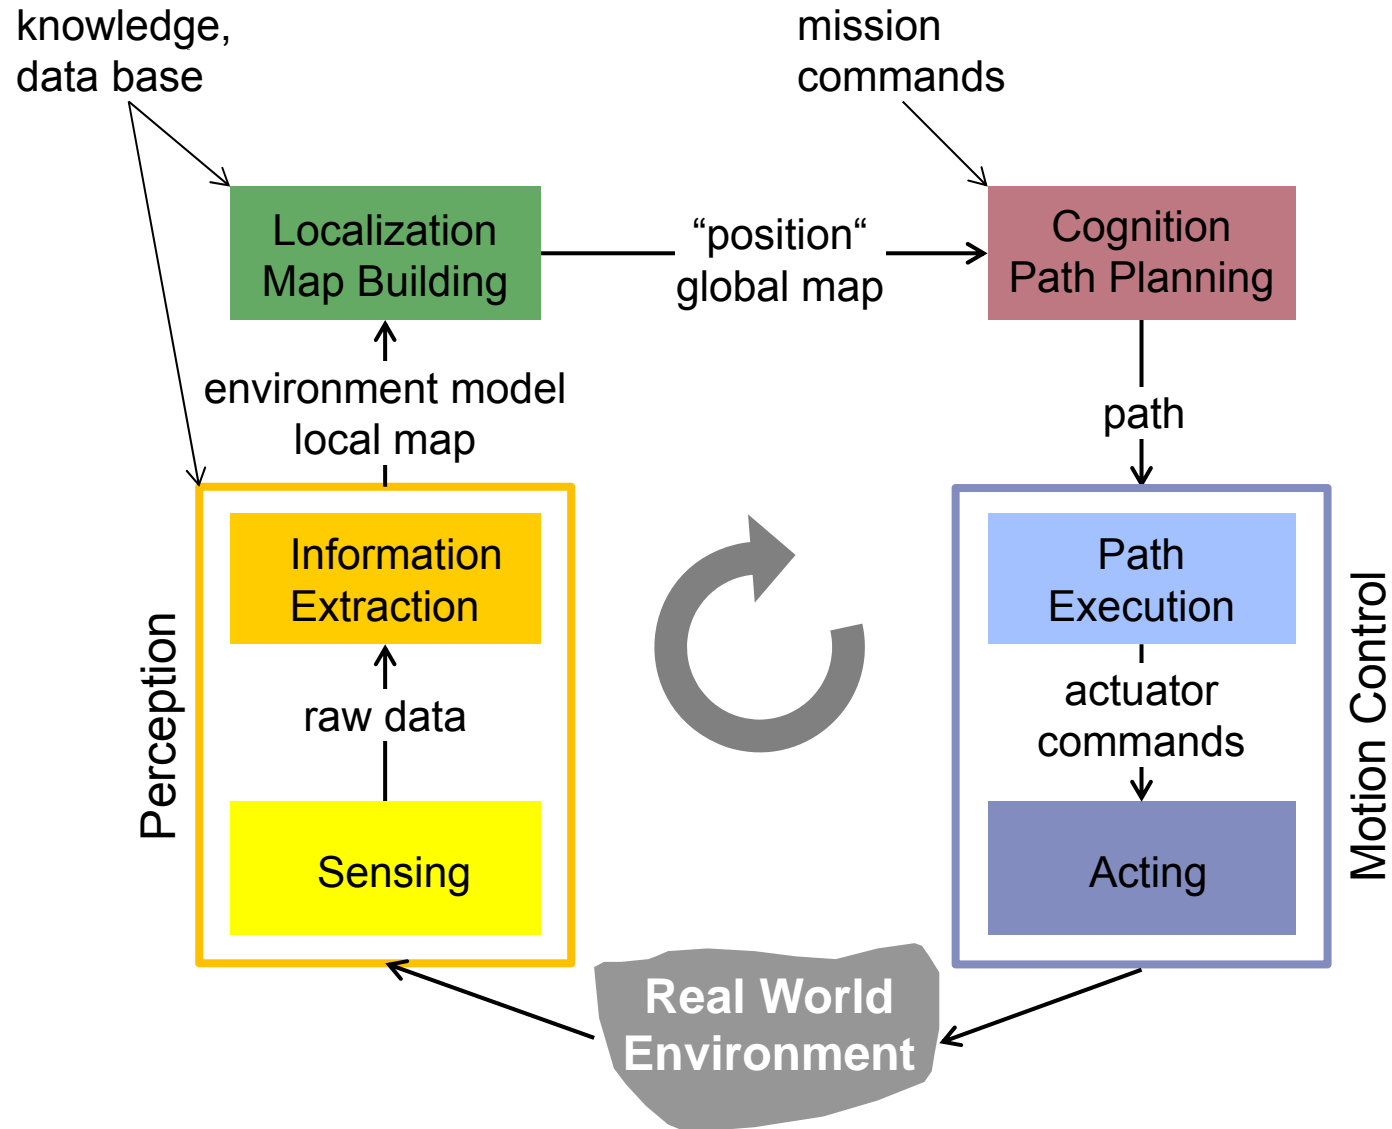 knowledge,
data base
mission
commands
Localization
Map Building
“position“
global map
Cognition
Path Planning
environment model
local map
path
Perception
Information
Extraction
raw data
Sensing
Path
Execution
actuator
commands
Acting
Motion Control
Real World
Environment